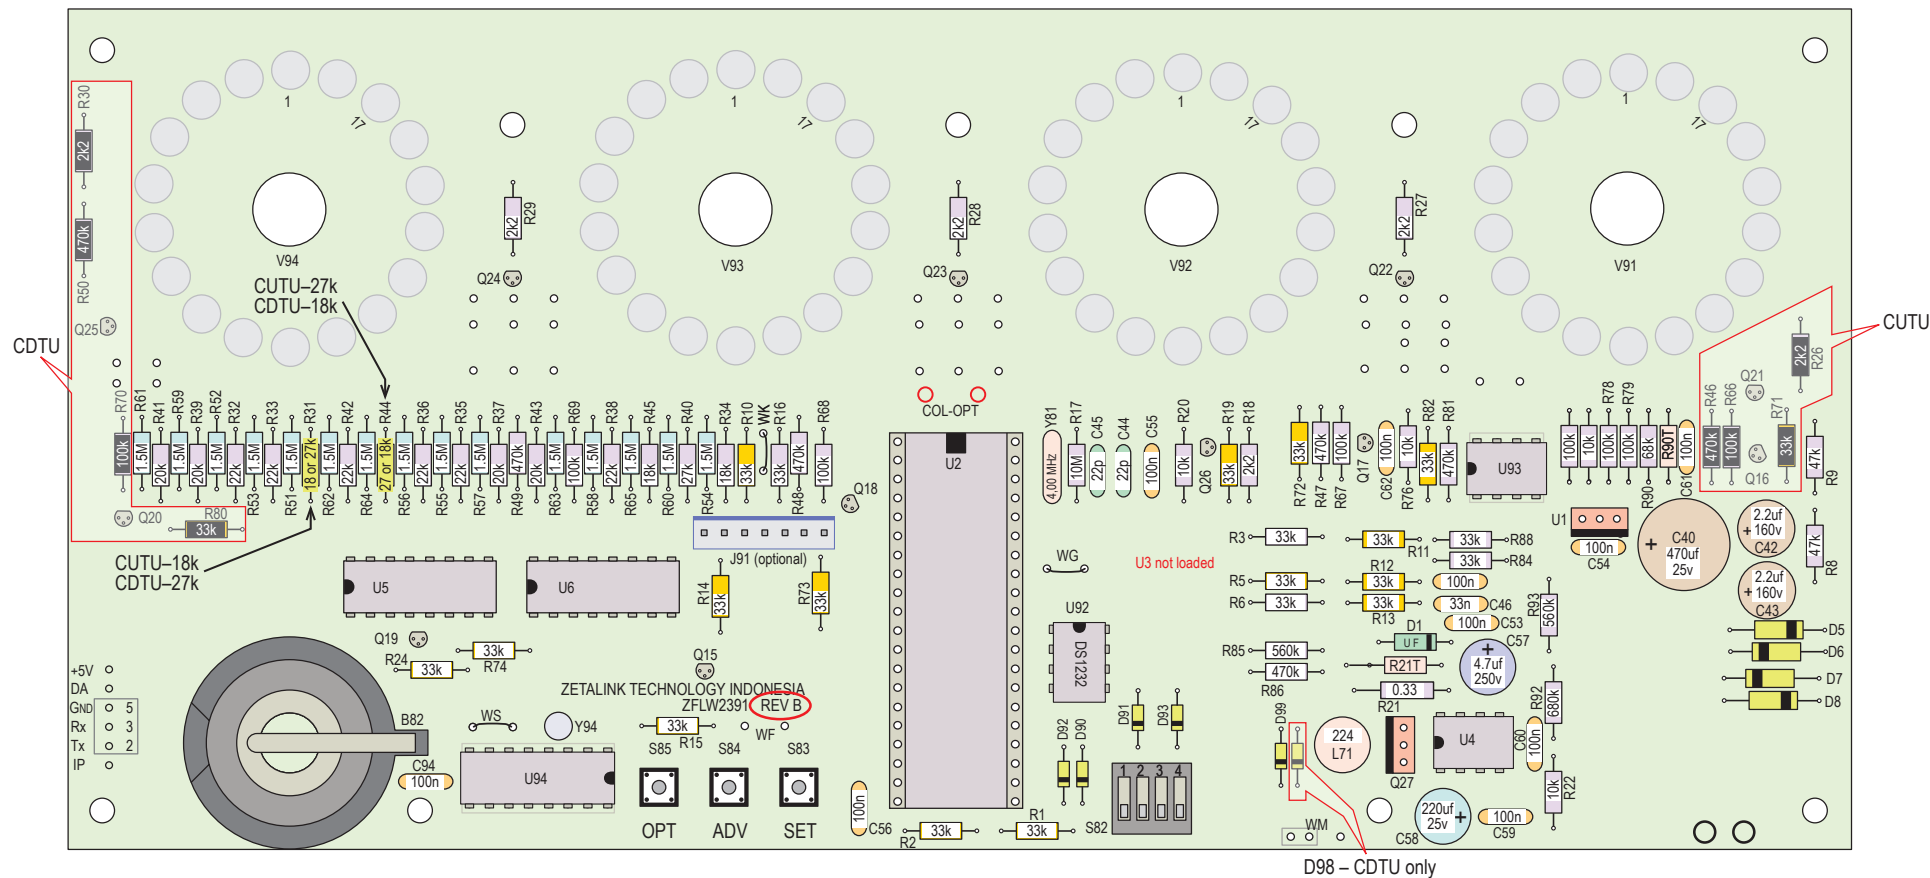 1
17
1
17
1
17
1
17
R30
2k2
470k
R50
Q25
CDTU
V94
CUTU–27k
CDTU–18k
R29
2k2
Q24
V93
R28
2k2
Q23
V92
R27
2k2
Q22
V91
CUTU
2k2
R26
Q21
R46
R66
R71
470k
100k
33k
Q16
COL-OPT
R70
R61
R41
R59
R39
R52
R32
R33
R31
R42
R44
R36
R35
R37
R43
R69
R38
R45
R40
R34
R10
WK
R16
R68
100k
1.5M
20k
1.5M
20k
1.5M
22k
1.5M
22k
1.5M
18 or 27k
1.5M
22k
1.5M
27 or 18k
1.5M
22k
1.5M
22k
1.5M
20k
470k
1.5M
100k
1.5M
22k
1.5M
18k
1.5M
27k
1.5M
18k
33k
470k
100k
R53
R51
R62
R64
R56
R55
R57
R49
R63
R58
R65
R60
R54
R48
Q20
R80
33k
Q18
CUTU–18k
CDTU–27k
U2
Y81
R17
C45
C44
C55
R20
R19
R18
4.00 MHz
10M
22p
22p
100n
10k
Q26
33k
2k2
R72
R47
R67
33k
470k
100k
Q17
C62
100n
R76
10k
R82
33k
R81
470k
U93
R78
R79
100k
10k
100k
100k
68k
R90T
100n
R90
C61
47k
R9
47k
R8
J91 (optional)
U5
U6
R14
33k
R73
33k
WG
U3 not loaded
R3
33k
R5
33k
R6
33k
R85
560k
470k
R86
33k
R11
R12
33k
33k
R13
33k
R88
33k
R84
100n
33n
C46
100n
C53
D1
UF
C57
4.7uf
250v
R21T
0.33
R21
R93
560k
R92
680k
U1
100n
C54
C40
470uf
25v
2.2uf
160v
C42
2.2uf
160v
C43
D5
D6
D7
D8
Q19
R24
33k
33k
R74
Q15
ZETALINK TECHNOLOGY INDONESIA
ZFLW2391 REV B
U92
DS1232
+5V
DA
GND 5
Rx 3
Tx 2
IP
B82
WS
Y94
33k
R15
WF
S85
S84
S83
U94
C94
100n
OPT
ADV
SET
100n
C56
33k
R2
R1
33k
D92
D90
D91
D93
S82
1 2 3 4
D99
224
L71
Q27
U4
C60
100n
10k
R22
220uf
25v
C58
100n
C59
WM
D98 – CDTU only